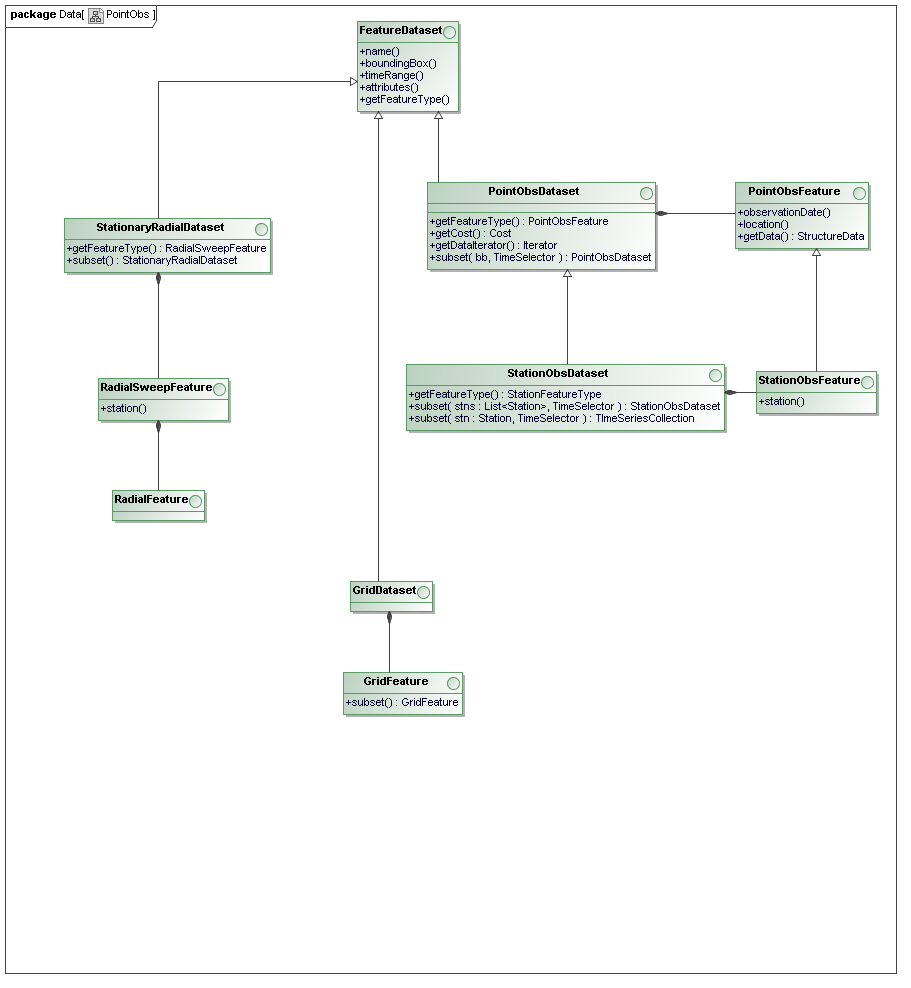 package Data[ PointObs ]
FeatureDataset
+name()
+boundingBox()
+timeRange()
+attributes()
+getFeatureType()
PointObsDataset
+getFeatureType() : PointObsFeature
+getCost() : Cost
+getDataIterator() : Iterator
+subset( bb, TimeSelector ) : PointObsDataset
PointObsFeature
+observationDate()
+location()
+getData() : StructureData
StationaryRadialDataset
+getFeatureType() : RadialSweepFeature
+subset() : StationaryRadialDataset
RadialSweepFeature
+station()
StationObsDataset
+getFeatureType() : StationFeatureType
+subset( stns : List<Station>, TimeSelector ) : StationObsDataset
+subset( stn : Station, TimeSelector ) : TImeSeriesCollection
StationObsFeature
+station()
RadialFeature
GridDataset
GridFeature
+subset() : GridFeature